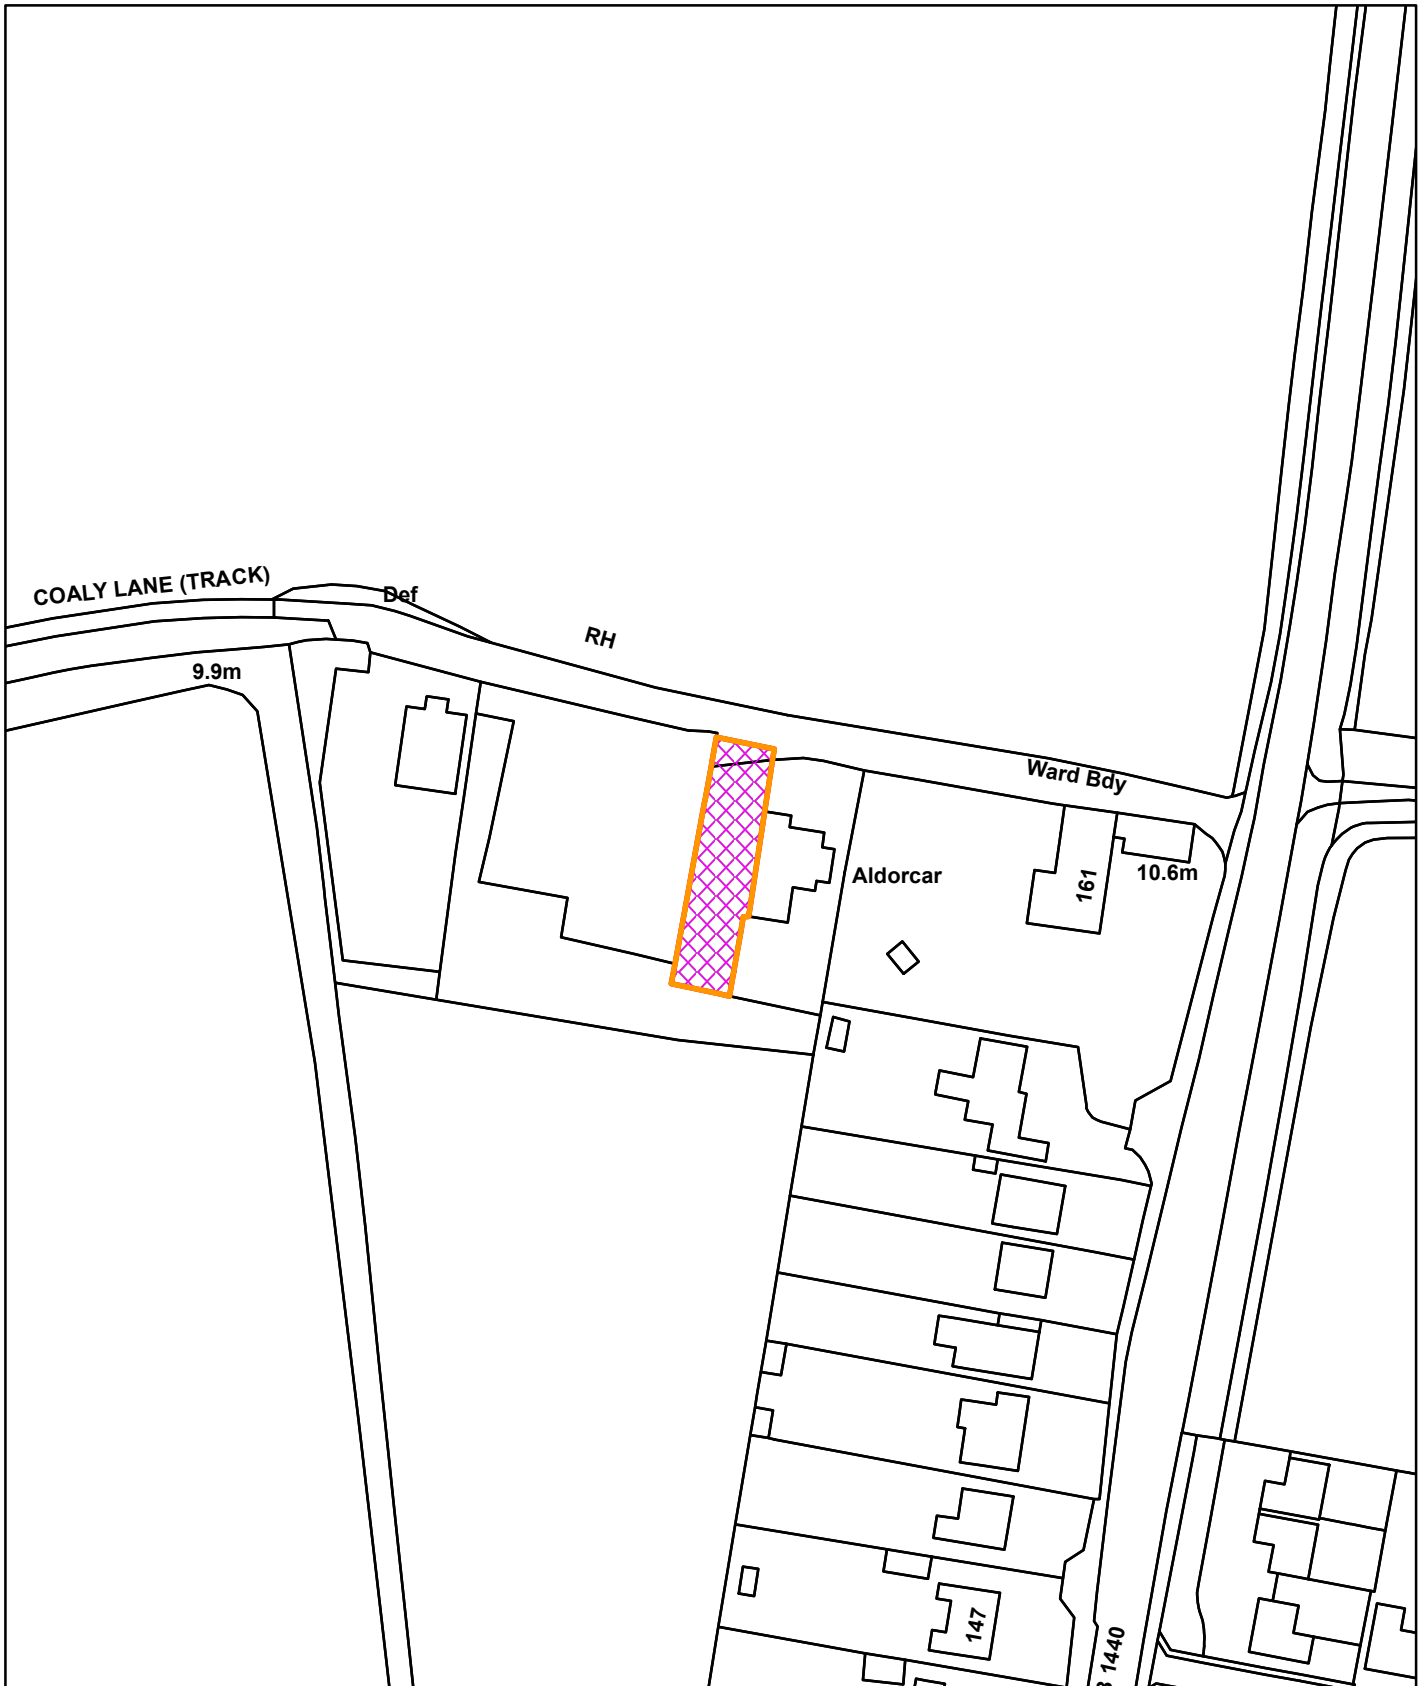 COALY LANE (TRACK)
Def
RH
9.9m
Ward Bdy
Aldorcar
161
10.6m
147
B 1440